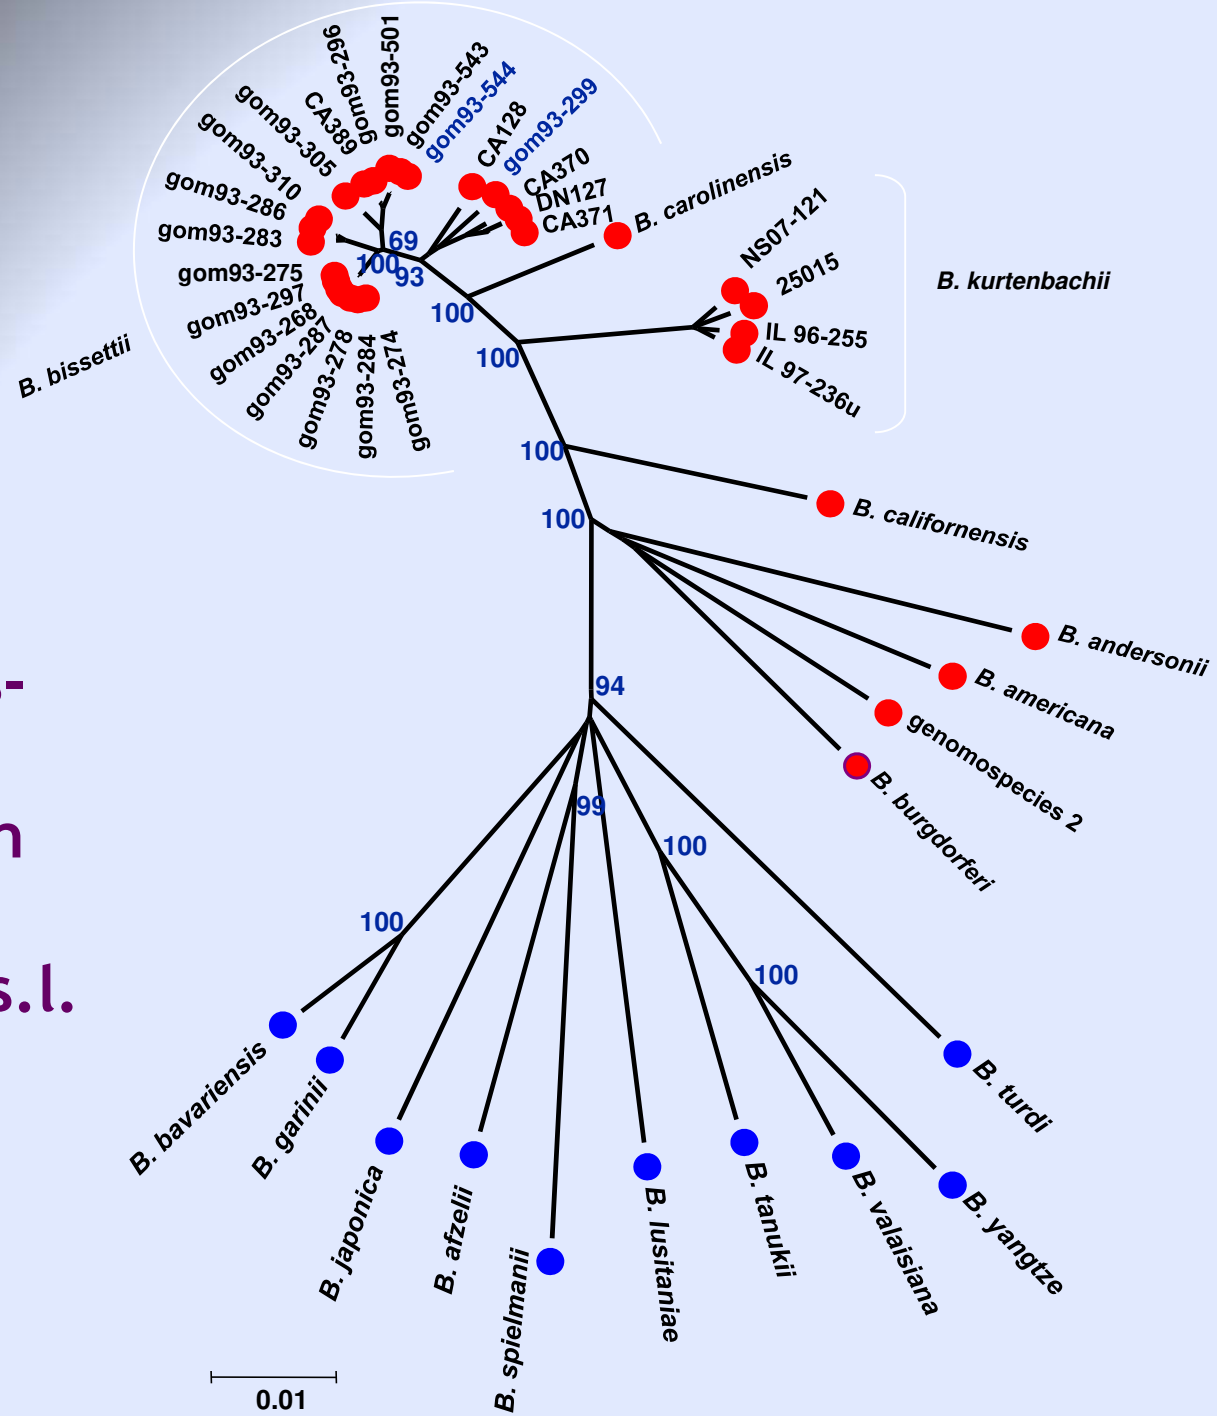 gom93-296
gom93-501
gom93-543
gom93-544
CA389
gom93-305
CA128
gom93-299
gom93-310
CA370
gom93-286
DN127
CA371
B. carolinensis
gom93-283
NS07-121
69
100
93
gom93-275
25015
B. kurtenbachii
gom93-297
100
gom93-268
IL 96-255
gom93-287
IL 97-236u
gom93-278
gom93-284
gom93-274
B. bissettii
100
100
B. californensis
100
B. andersonii
94
B. americana
genomospecies 2
B. burgdorferi
99
100
100
100
s.l.
B. bavariensis
B. garinii
B. japonica
B. afzelii
B. spielmanii
B. lusitaniae
B. tanukii
B. valaisiana
B. yangtze
B. turdi
0.01